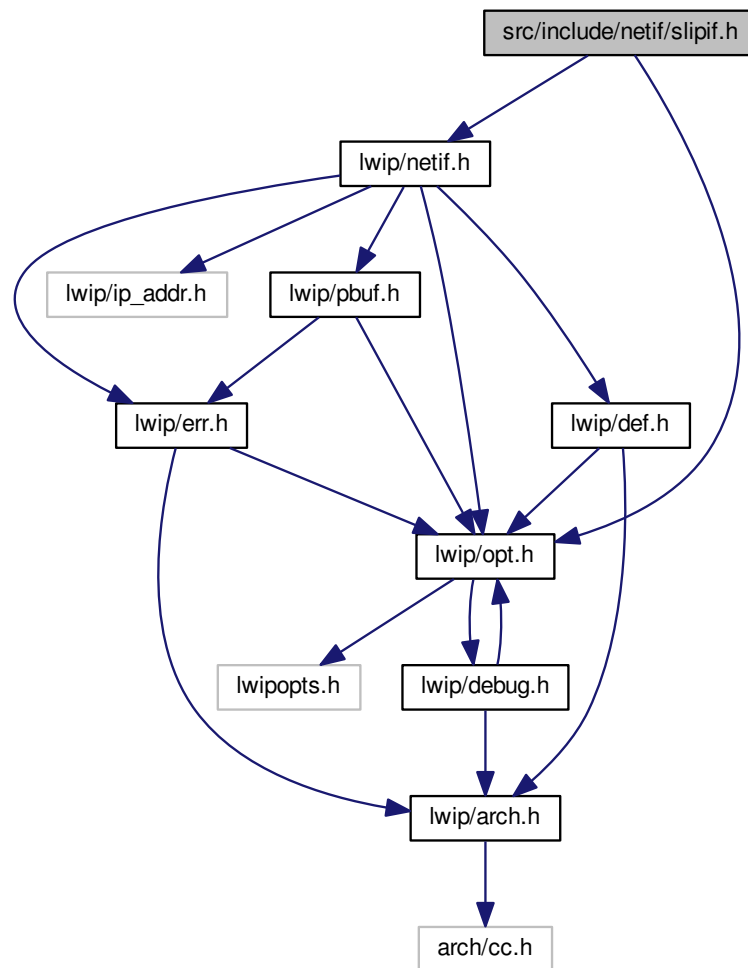 src/include/netif/slipif.h
lwip/netif.h
lwip/ip_addr.h
lwip/pbuf.h
lwip/err.h
lwip/def.h
lwip/opt.h
lwipopts.h
lwip/debug.h
lwip/arch.h
arch/cc.h